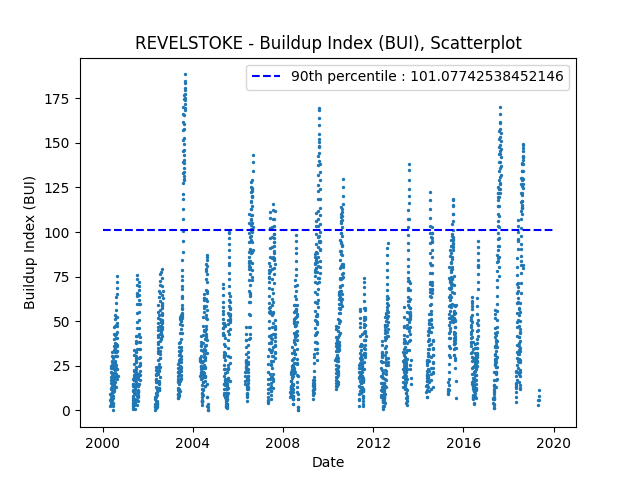 REVELSTOKE - Buildup Index (BUI), Scatterplot
90th percentile : 101.07742538452146
175
150
125
100
75
50
25
0
Buildup Index (BUI)
2000 2004 2008 2012 2016 2020
Date